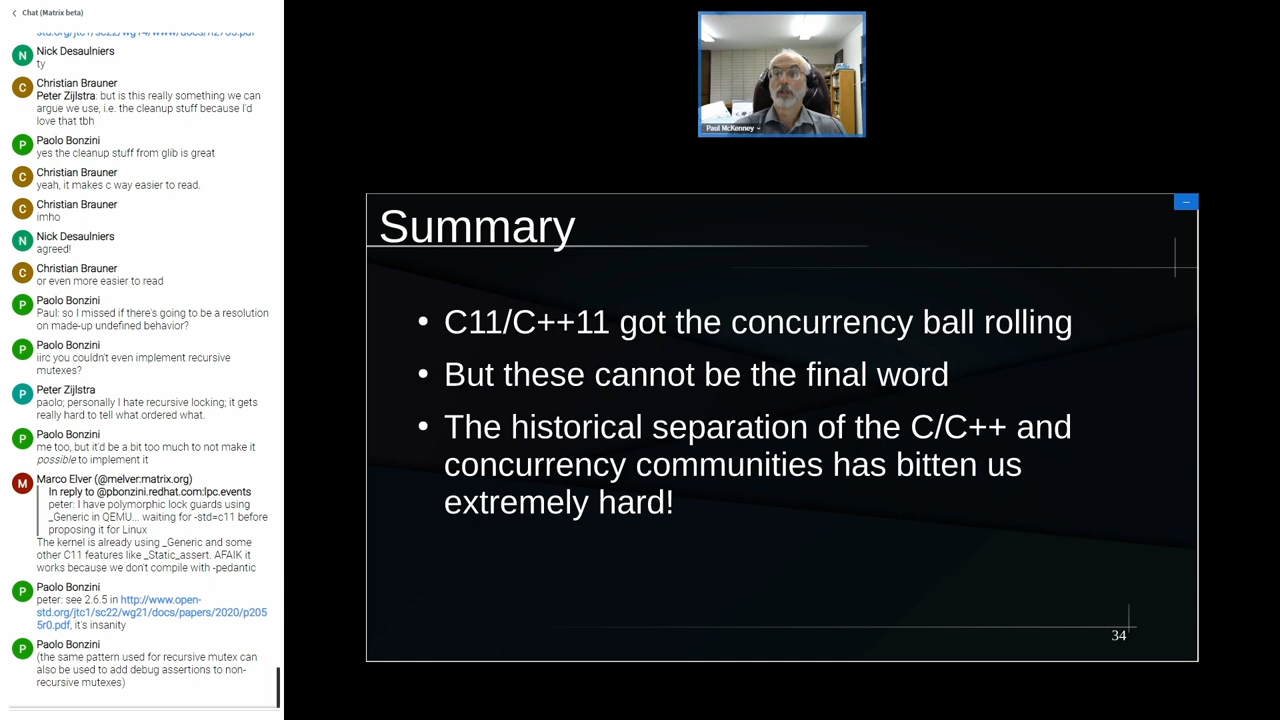 Chat (Matrix beta)
std.org/jtc1/sc22/wg14/www/docs/n2735.pdf
N
Nick Desaulniers
ty
C
Christian Brauner
Peter Zijlstra: but is this really something we can
argue we use, i.e. the cleanup stuff because I'd
love that tbh
P
Paolo Bonzini
yes the cleanup stuff from glib is great
C
Christian Brauner
yeah, it makes c way easier to read.
C
Christian Brauner
imho
N
Nick Desaulniers
agreed!
C
Christian Brauner
or even more easier to read
P
Paolo Bonzini
Paul: so I missed if there's going to be a resolution
on made-up undefined behavior?
P
Paolo Bonzini
iirc you couldn't even implement recursive
mutexes?
P
Peter Zijlstra
paolo; personally I hate recursive locking; it gets
really hard to tell what ordered what.
P
Paolo Bonzini
me too, but it'd be a bit too much to not make it
possible to implement it
M
Marco Elver (@melver:matrix.org)
In reply to @pbonzini.redhat.com:lpc.events
peter: I have polymorphic lock guards using
_Generic in QEMU... waiting for -std=c11 before
proposing it for Linux
The kernel is already using _Generic and some
other C11 features like _Static_assert. AFAIK it
works because we don't compile with -pedantic
P
Paolo Bonzini
peter: see 2.6.5 in http://www.open-
std.org/jtc1/sc22/wg21/docs/papers/2020/p205
5r0.pdf, it's insanity
P
Paolo Bonzini
(the same pattern used for recursive mutex can
also be used to add debug assertions to non-
recursive mutexes)
Paul McKenney
Summary
• C11/C++11 got the concurrency ball rolling
• But these cannot be the final word
• The historical separation of the C/C++ and
concurrency communities has bitten us
extremely hard!
34